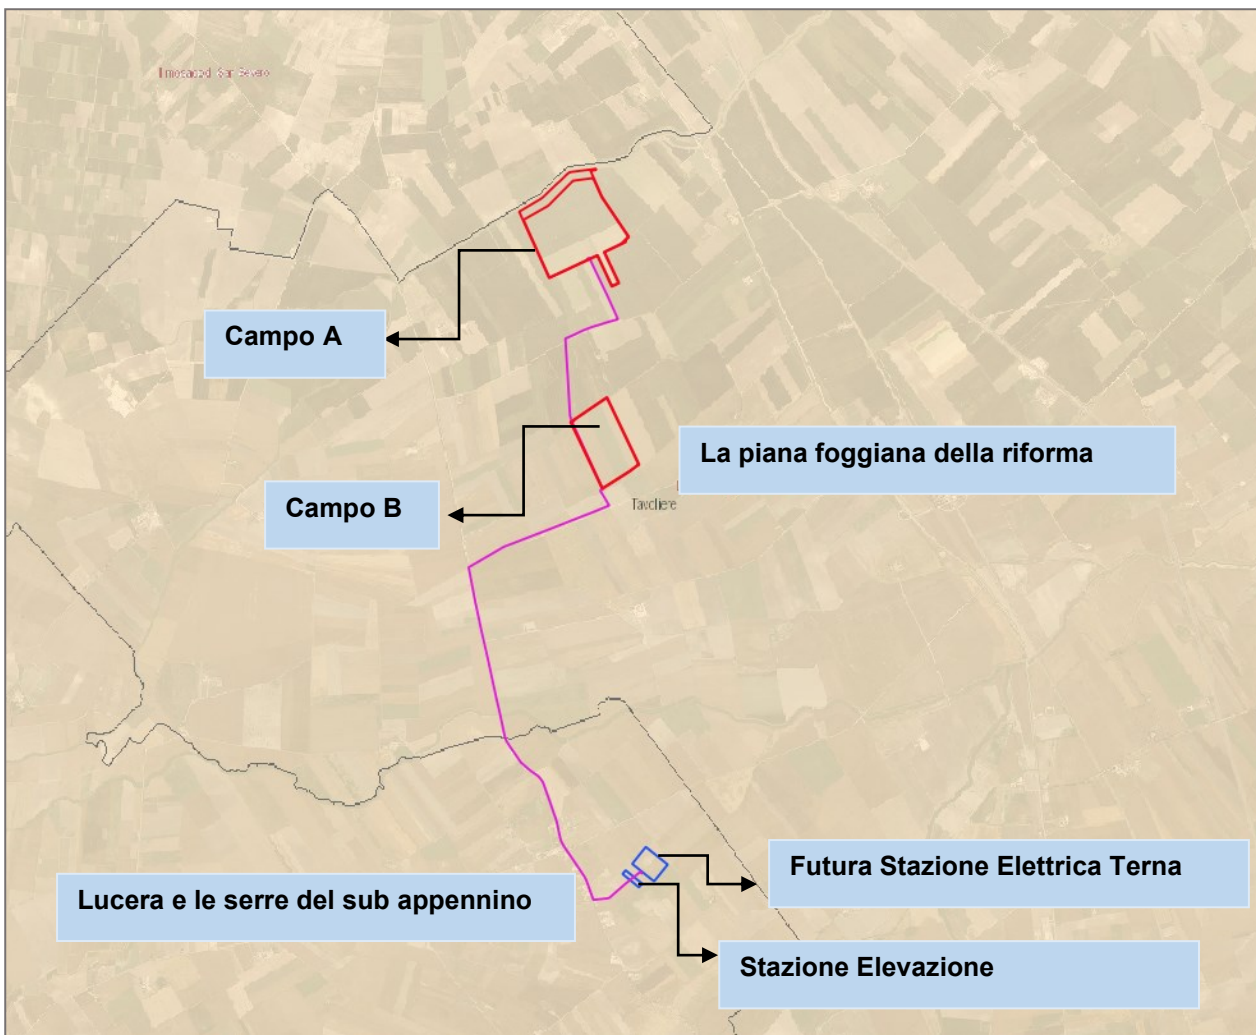 Campo A
La piana foggiana della riforma
Campo B
Tavoliere
Futura Stazione Elettrica Terna
Lucera e le serre del sub appennino
Stazione Elevazione